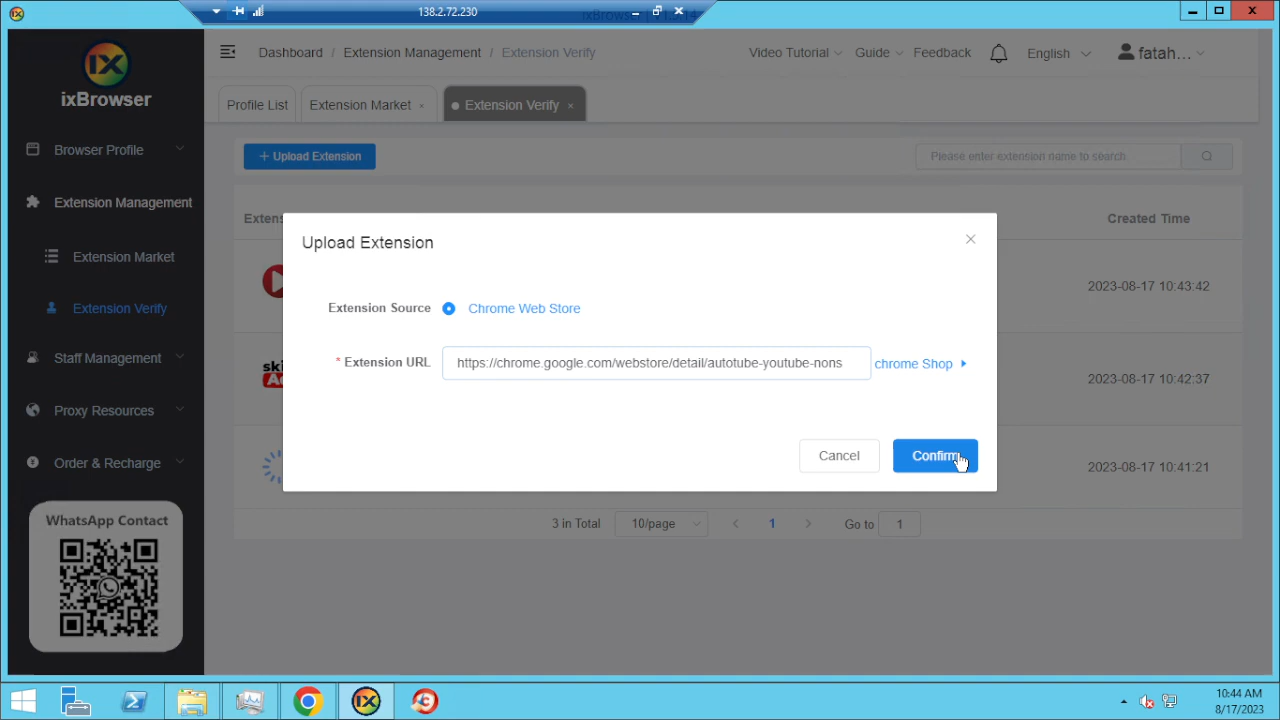 138.2.72.230
ixBrowser
Dashboard / Extension Management / Extension Verify
Video Tutorial Guide Feedback English fatah...
Profile List Extension Market × Extension Verify ×
Browser Profile
Extension Management
Extension Market
Extension Verify
Staff Management
Proxy Resources
Order & Recharge
WhatsApp Contact
+ Upload Extension
Please enter extension name to search
Created Time
2023-08-17 10:43:42
2023-08-17 10:42:37
2023-08-17 10:41:21
Upload Extension
Extension Source Chrome Web Store
* Extension URL https://chrome.google.com/webstore/detail/autotube-youtube-nons chrome Shop
Cancel Confirm
3 in Total 10/page 1 Go to 1
10:44 AM
8/17/2023